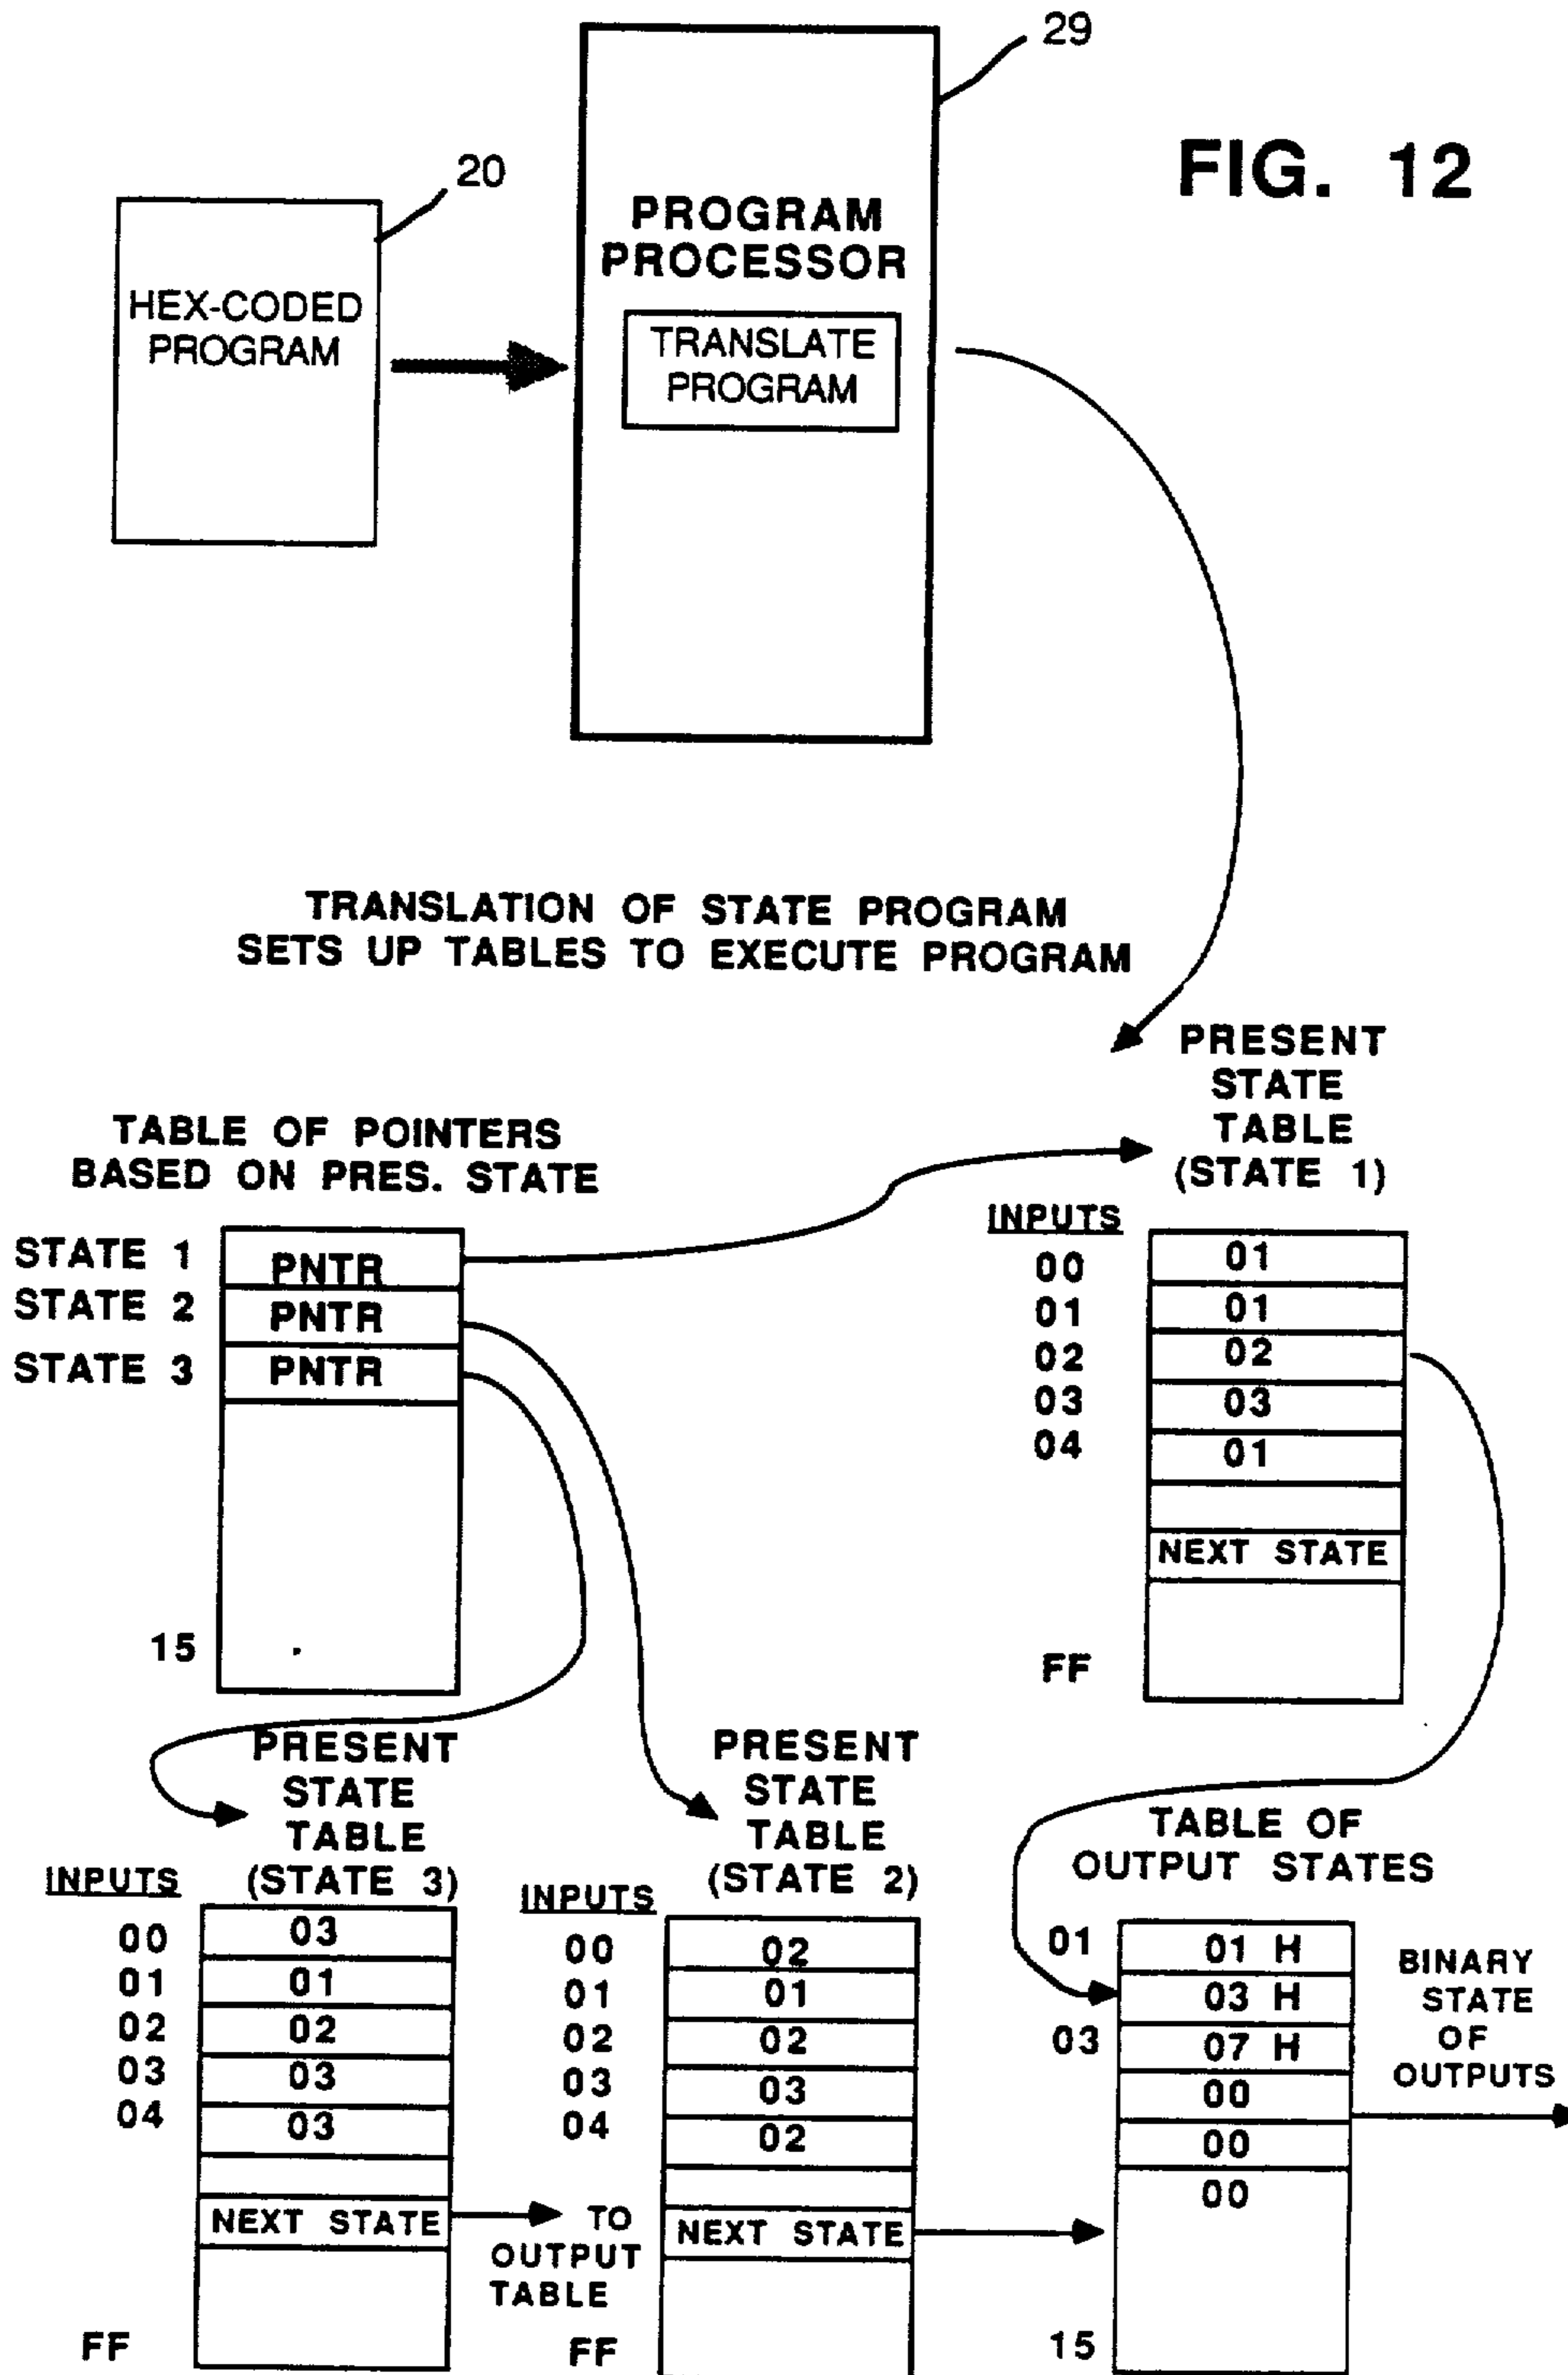 29
FIG. 12
20
PROGRAM
PROCESSOR
HEX-CODED
PROGRAM
TRANSLATE
PROGRAM
TRANSLATION OF STATE PROGRAM
SETS UP TABLES TO EXECUTE PROGRAM
TABLE OF POINTERS
BASED ON PRES. STATE
STATE 1 PNTR
STATE 2 PNTR
STATE 3 PNTR
15
PRESENT
STATE
TABLE
(STATE 1)
INPUTS
00 01
01 01
02 02
03 03
04 01
NEXT STATE
FF
PRESENT
STATE
TABLE
(STATE 3)
INPUTS
00 03
01 01
02 02
03 03
04 03
NEXT STATE
TO
OUTPUT
TABLE
FF
PRESENT
STATE
TABLE
(STATE 2)
INPUTS
00 02
01 01
02 02
03 03
04 02
NEXT STATE
FF
TABLE OF
OUTPUT STATES
01 01 H
03 H
03 07 H
00
00
00
15
BINARY
STATE
OF
OUTPUTS